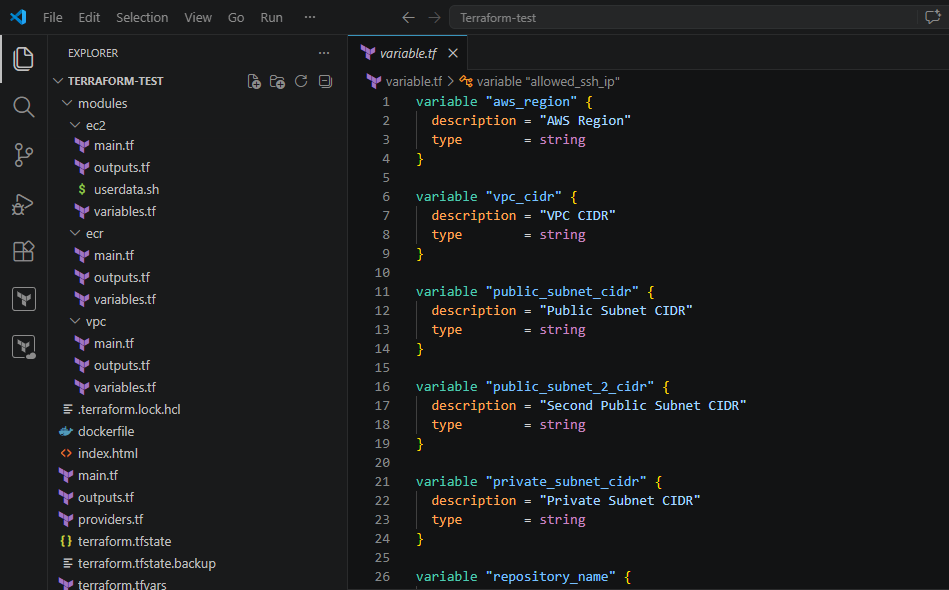 File Edit Selection View Go Run ··· Terraform-test
EXPLORER ···
TERRAFORM-TEST
modules
ec2
main.tf
outputs.tf
$ userdata.sh
variables.tf
ecr
main.tf
outputs.tf
variables.tf
vpc
main.tf
outputs.tf
variables.tf
.terraform.lock.hcl
dockerfile
index.html
main.tf
outputs.tf
providers.tf
{} terraform.tfstate
terraform.tfstate.backup
terraform.tfvars
variable.tf
variable.tf > variable "allowed_ssh_ip"
1 variable "aws_region" {
2 description = "AWS Region"
3 type = string
4 }
5
6 variable "vpc_cidr" {
7 description = "VPC CIDR"
8 type = string
9 }
10
11 variable "public_subnet_cidr" {
12 description = "Public Subnet CIDR"
13 type = string
14 }
15
16 variable "public_subnet_2_cidr" {
17 description = "Second Public Subnet CIDR"
18 type = string
19 }
20
21 variable "private_subnet_cidr" {
22 description = "Private Subnet CIDR"
23 type = string
24 }
25
26 variable "repository_name" {